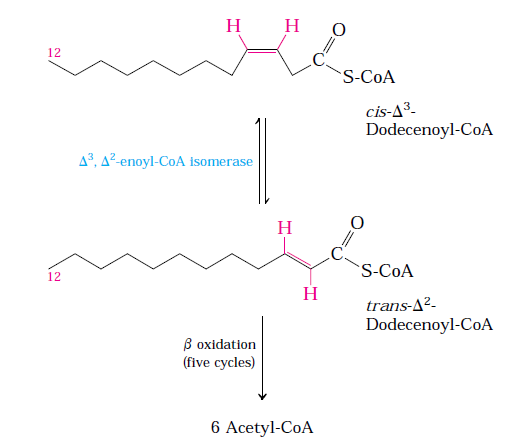 H H O
12
C
S-CoA
cis-Δ³-
Dodecenoyl-CoA
Δ³, Δ²-enoyl-CoA isomerase
H O
C
12
S-CoA
H
trans-Δ²-
Dodecenoyl-CoA
β oxidation
(five cycles)
6 Acetyl-CoA